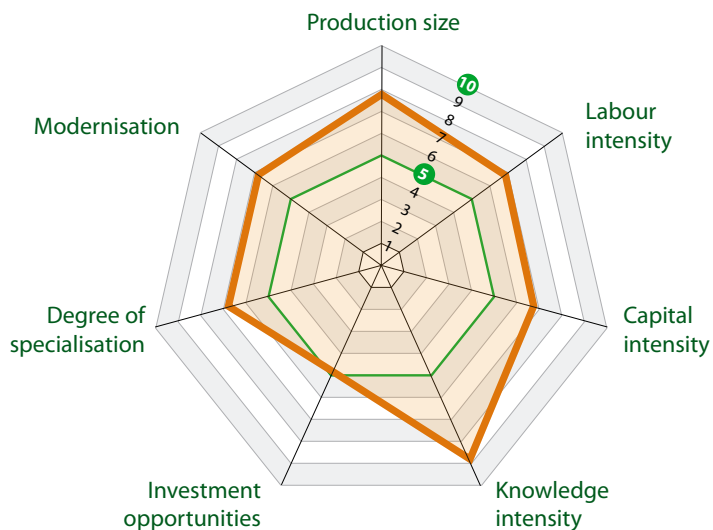 Production size
10
9
8
7
6
5
4
3
2
1
Labour
intensity
Modernisation
Capital
intensity
Degree of
specialisation
Knowledge
intensity
Investment
opportunities